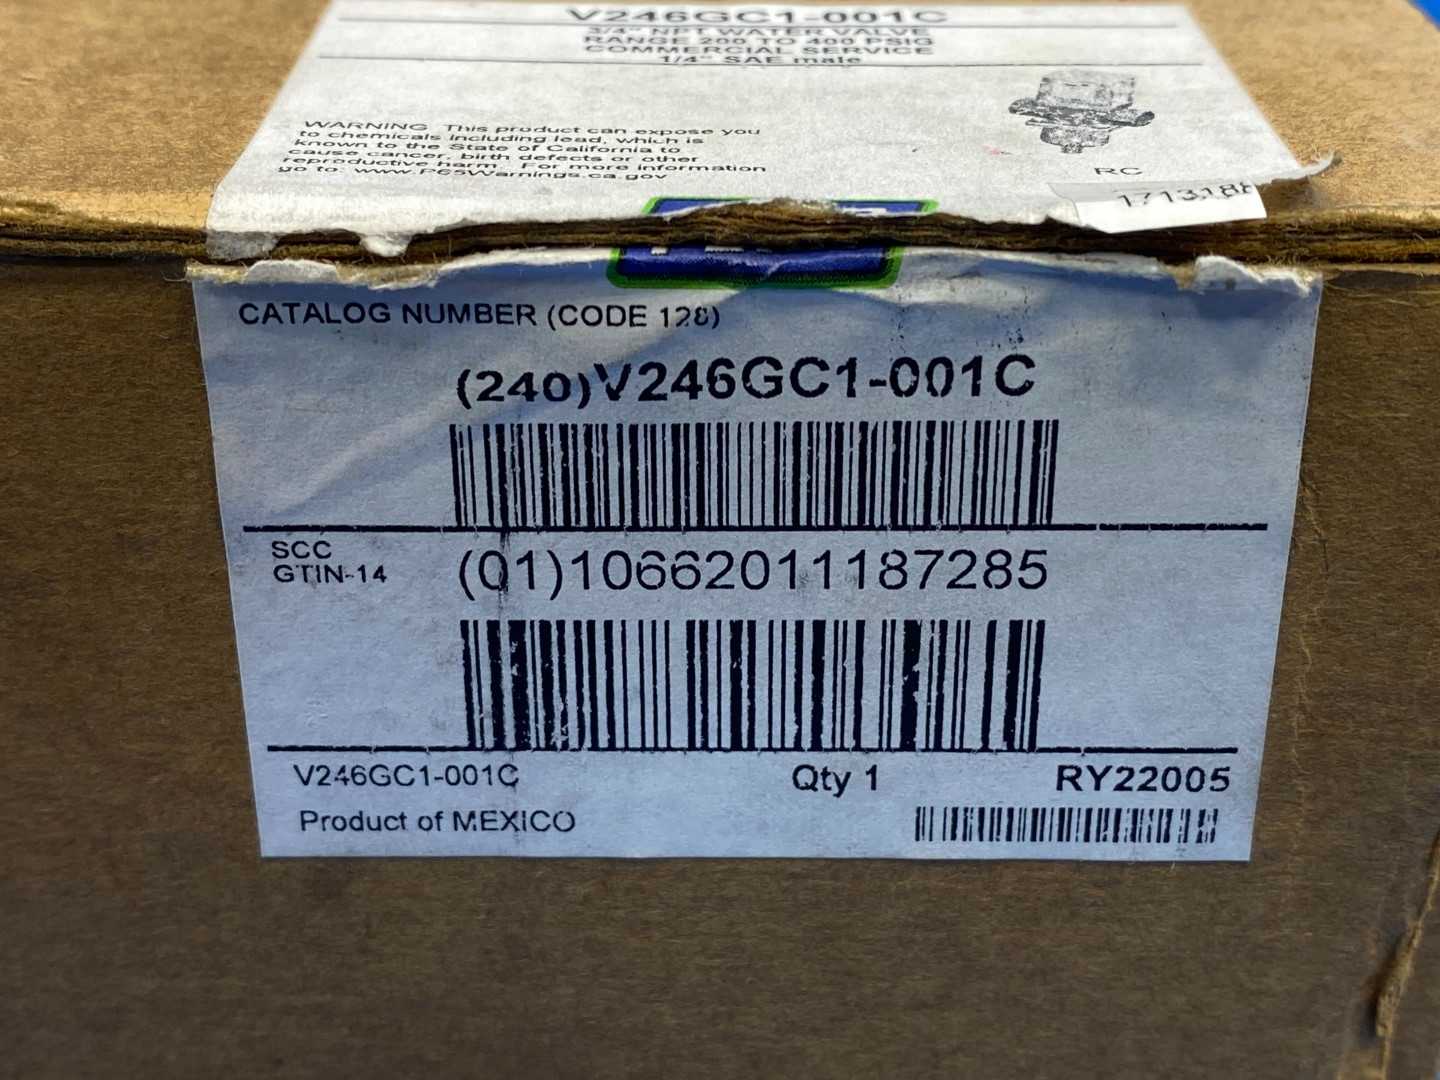 V246GC1-001C
3/4" NPT WATER VALVE
RANGE 200 TO 400 PSIG
COMMERCIAL SERVICE
1/4" SAE male
WARNING This product can expose you
to chemicals including lead, which is
known to the State of California to
cause cancer, birth defects or other
reproductive harm. For more information
go to: www.P65Warnings.ca.gov
RC
CATALOG NUMBER (CODE 128)
(240)V246GC1-001C
SCC
GTIN-14
(01)10662011187285
V246GC1-001C
Qty 1
RY22005
Product of MEXICO